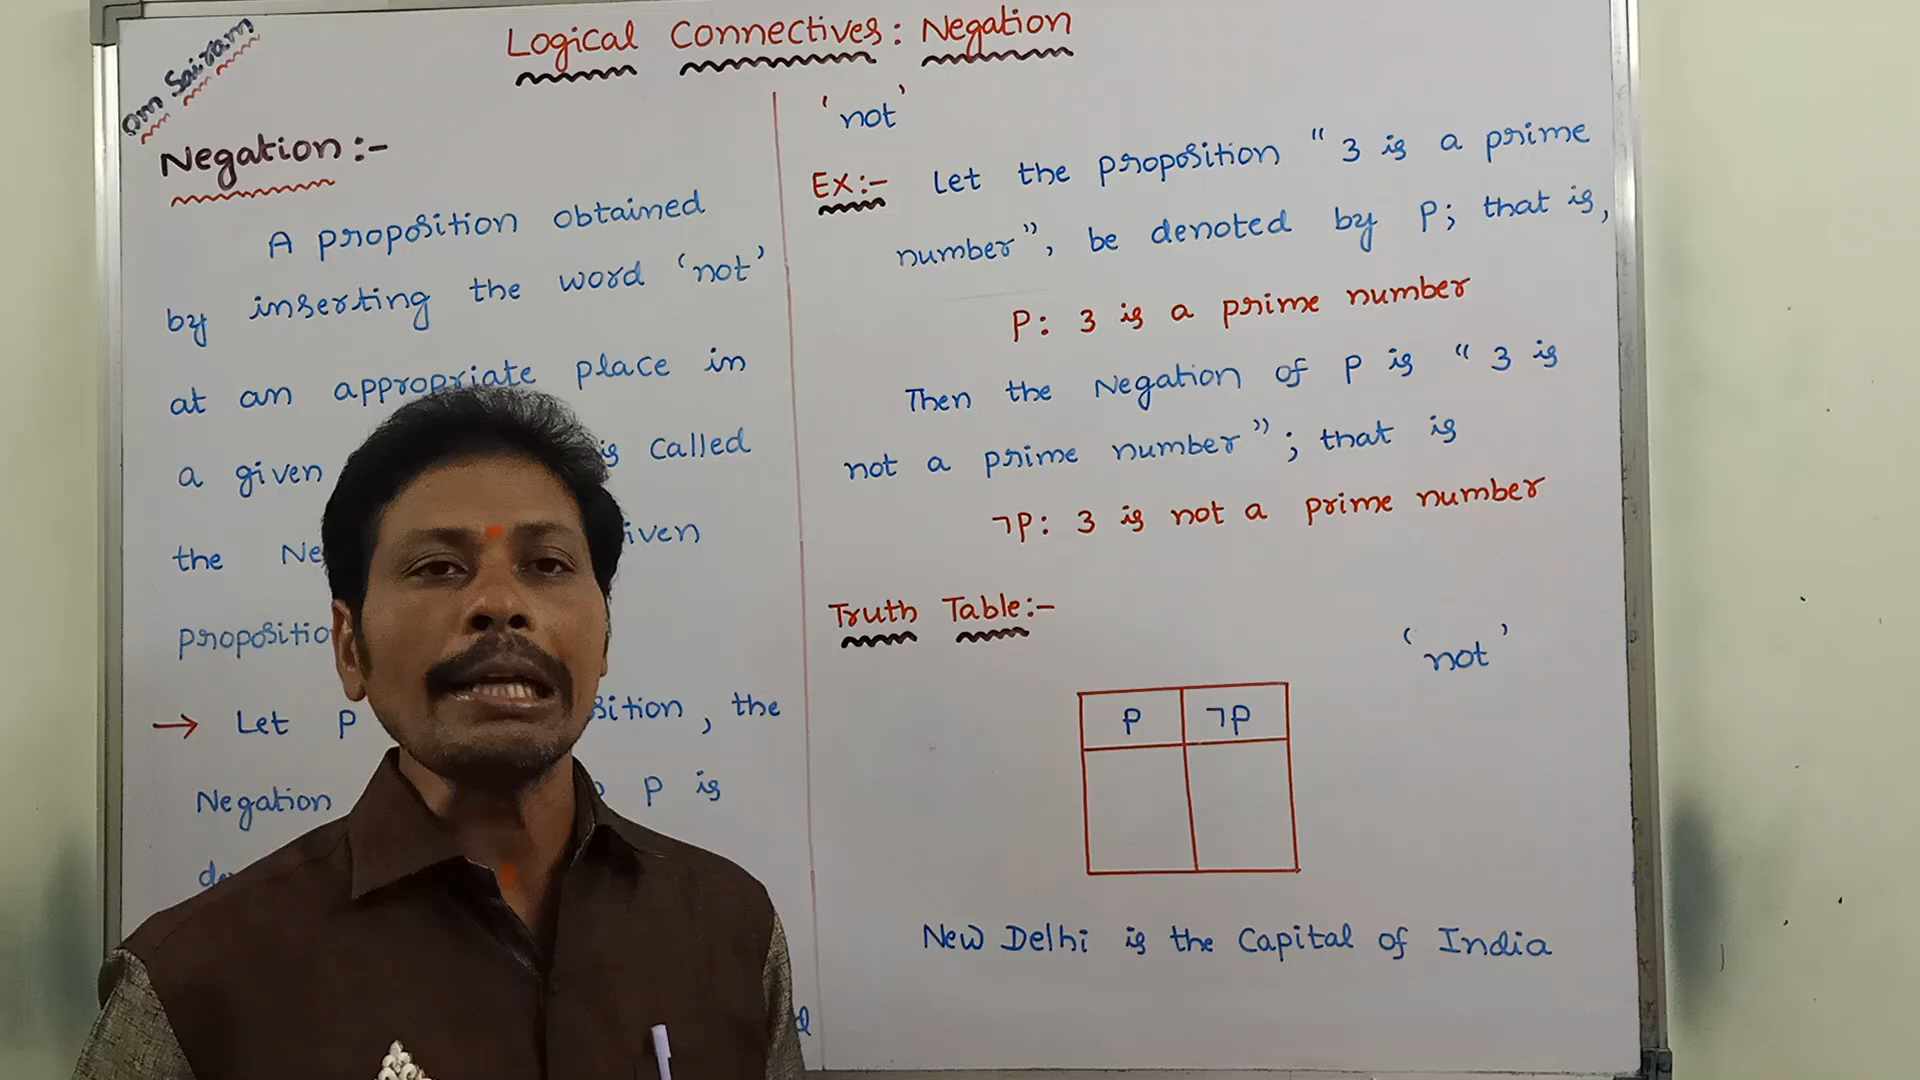 Logical Connectives: Negation
Om Sairam
Negation:-
A proposition obtained
by inserting the word 'not'
at an appropriate place in
a given is called
the
proposition
→ Let P the
Negation P is
'not'
Ex:- Let the proposition "3 is a prime
number", be denoted by P; that is,
P: 3 is a prime number
Then the Negation of P is "3 is
not a prime number"; that is
¬P: 3 is not a prime number
Truth Table:-
'not'
P ¬P
New Delhi is the Capital of India